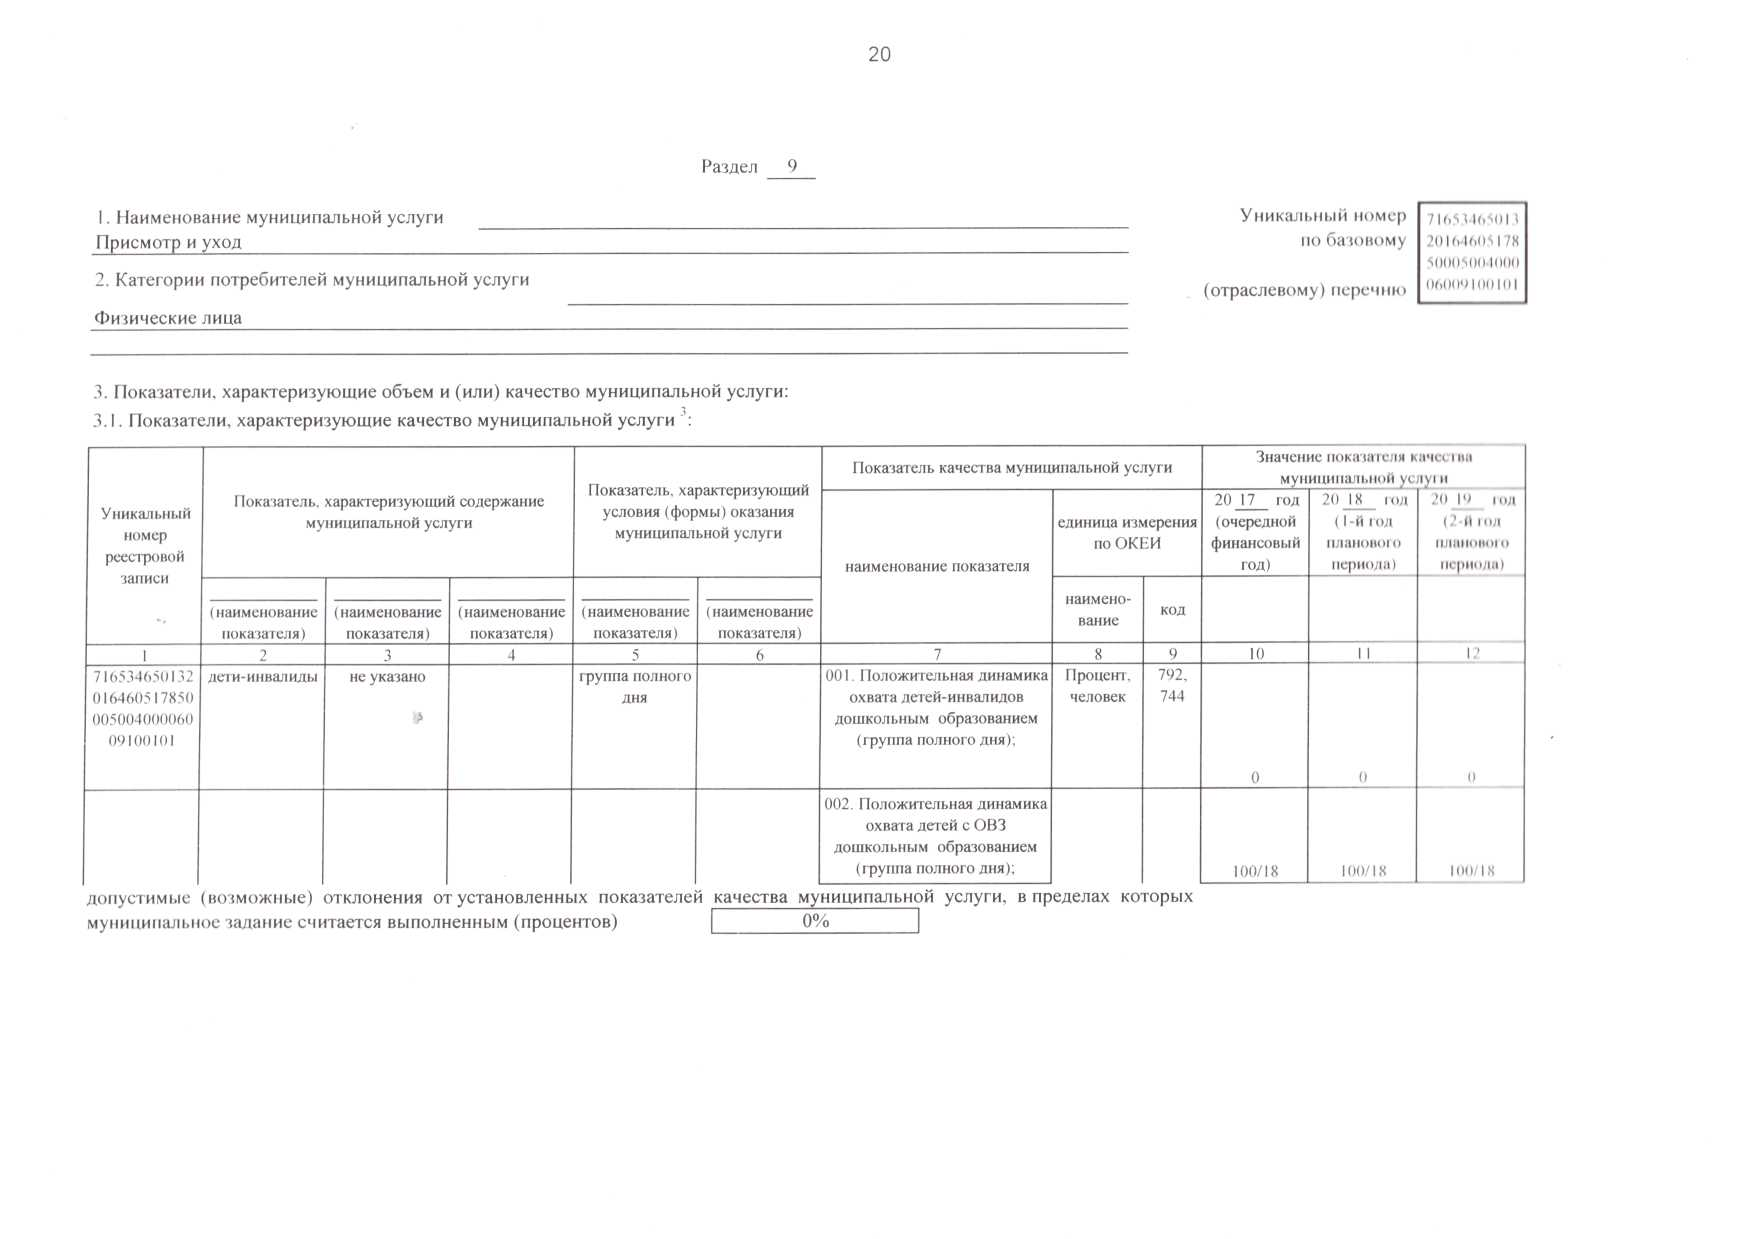 20
Раздел 9
1. Наименование муниципальной услуги
Присмотр и уход
2. Категории потребителей муниципальной услуги
Физические лица
Уникальный номер
по базовому
(отраслевому) перечню
71653465013
20164605178
50005004000
06009100101
3. Показатели, характеризующие объем и (или) качество муниципальной услуги:
3.1. Показатели, характеризующие качество муниципальной услуги 3:
Уникальный
номер
реестровой
записи
Показатель, характеризующий содержание
муниципальной услуги
Показатель, характеризующий
условия (формы) оказания
муниципальной услуги
Показатель качества муниципальной услуги
Значение показателя качества
муниципальной услуги
наименование показателя
единица измерения
по ОКЕИ
20 17 год
(очередной
финансовый
год)
20 18 год
(1-й год
планового
периода)
20 19 год
(2-й год
планового
периода)
(наименование
показателя)
(наименование
показателя)
(наименование
показателя)
(наименование
показателя)
(наименование
показателя)
наимено-
вание
код
1 2 3 4 5 6 7 8 9 10 11 12
716534650132
016460517850
005004000060
09100101
дети-инвалиды
не указано
группа полного
дня
001. Положительная динамика
охвата детей-инвалидов
дошкольным образованием
(группа полного дня);
Процент,
человек
792,
744
0 0 0
002. Положительная динамика
охвата детей с ОВЗ
дошкольным образованием
(группа полного дня);
100/18 100/18 100/18
допустимые (возможные) отклонения от установленных показателей качества муниципальной услуги, в пределах которых
муниципальное задание считается выполненным (процентов) 0%